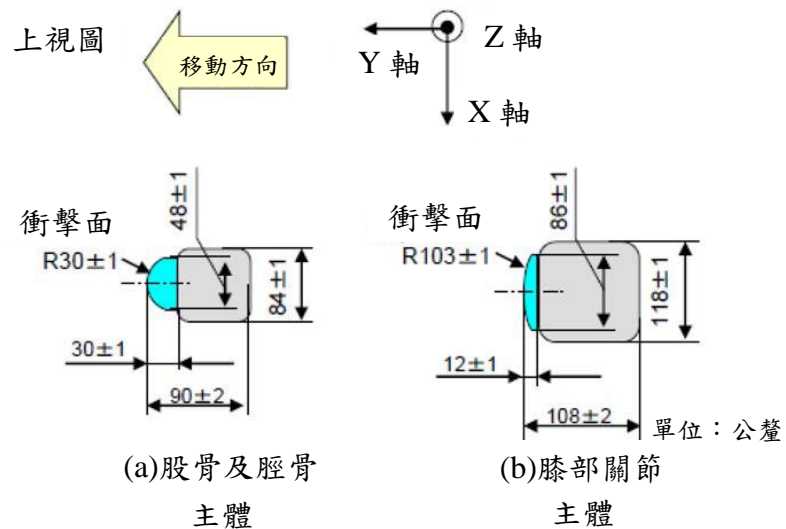 上視圖
移動方向
Z 軸
Y 軸
X 軸
48±1
衝擊面
R30±1
84±1
30±1
90±2
86±1
衝擊面
R103±1
118±1
12±1
108±2
單位：公釐
(a)股骨及脛骨
主體
(b)膝部關節
主體